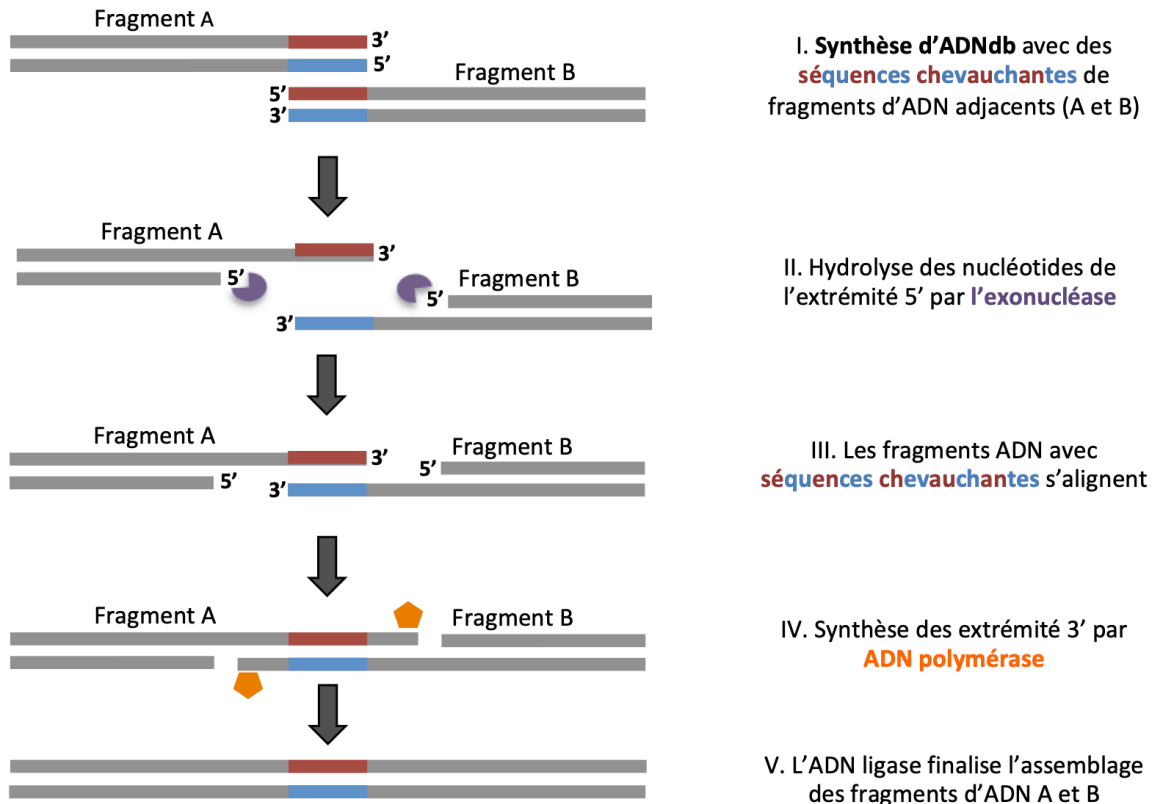 Fragment A
3’
5’
Fragment B
5’
3’
I. Synthèse d’ADNdb avec des
séquences chevauchantes de
fragments d’ADN adjacents (A et B)
Fragment A
3’
5’
Fragment B
5’
3’
II. Hydrolyse des nucléotides de
l’extrémité 5’ par l’exonucléase
Fragment A
3’
5’
Fragment B
5’
3’
III. Les fragments ADN avec
séquences chevauchantes s’alignent
Fragment A
Fragment B
IV. Synthèse des extrémité 3’ par
ADN polymérase
V. L’ADN ligase finalise l’assemblage
des fragments d’ADN A et B